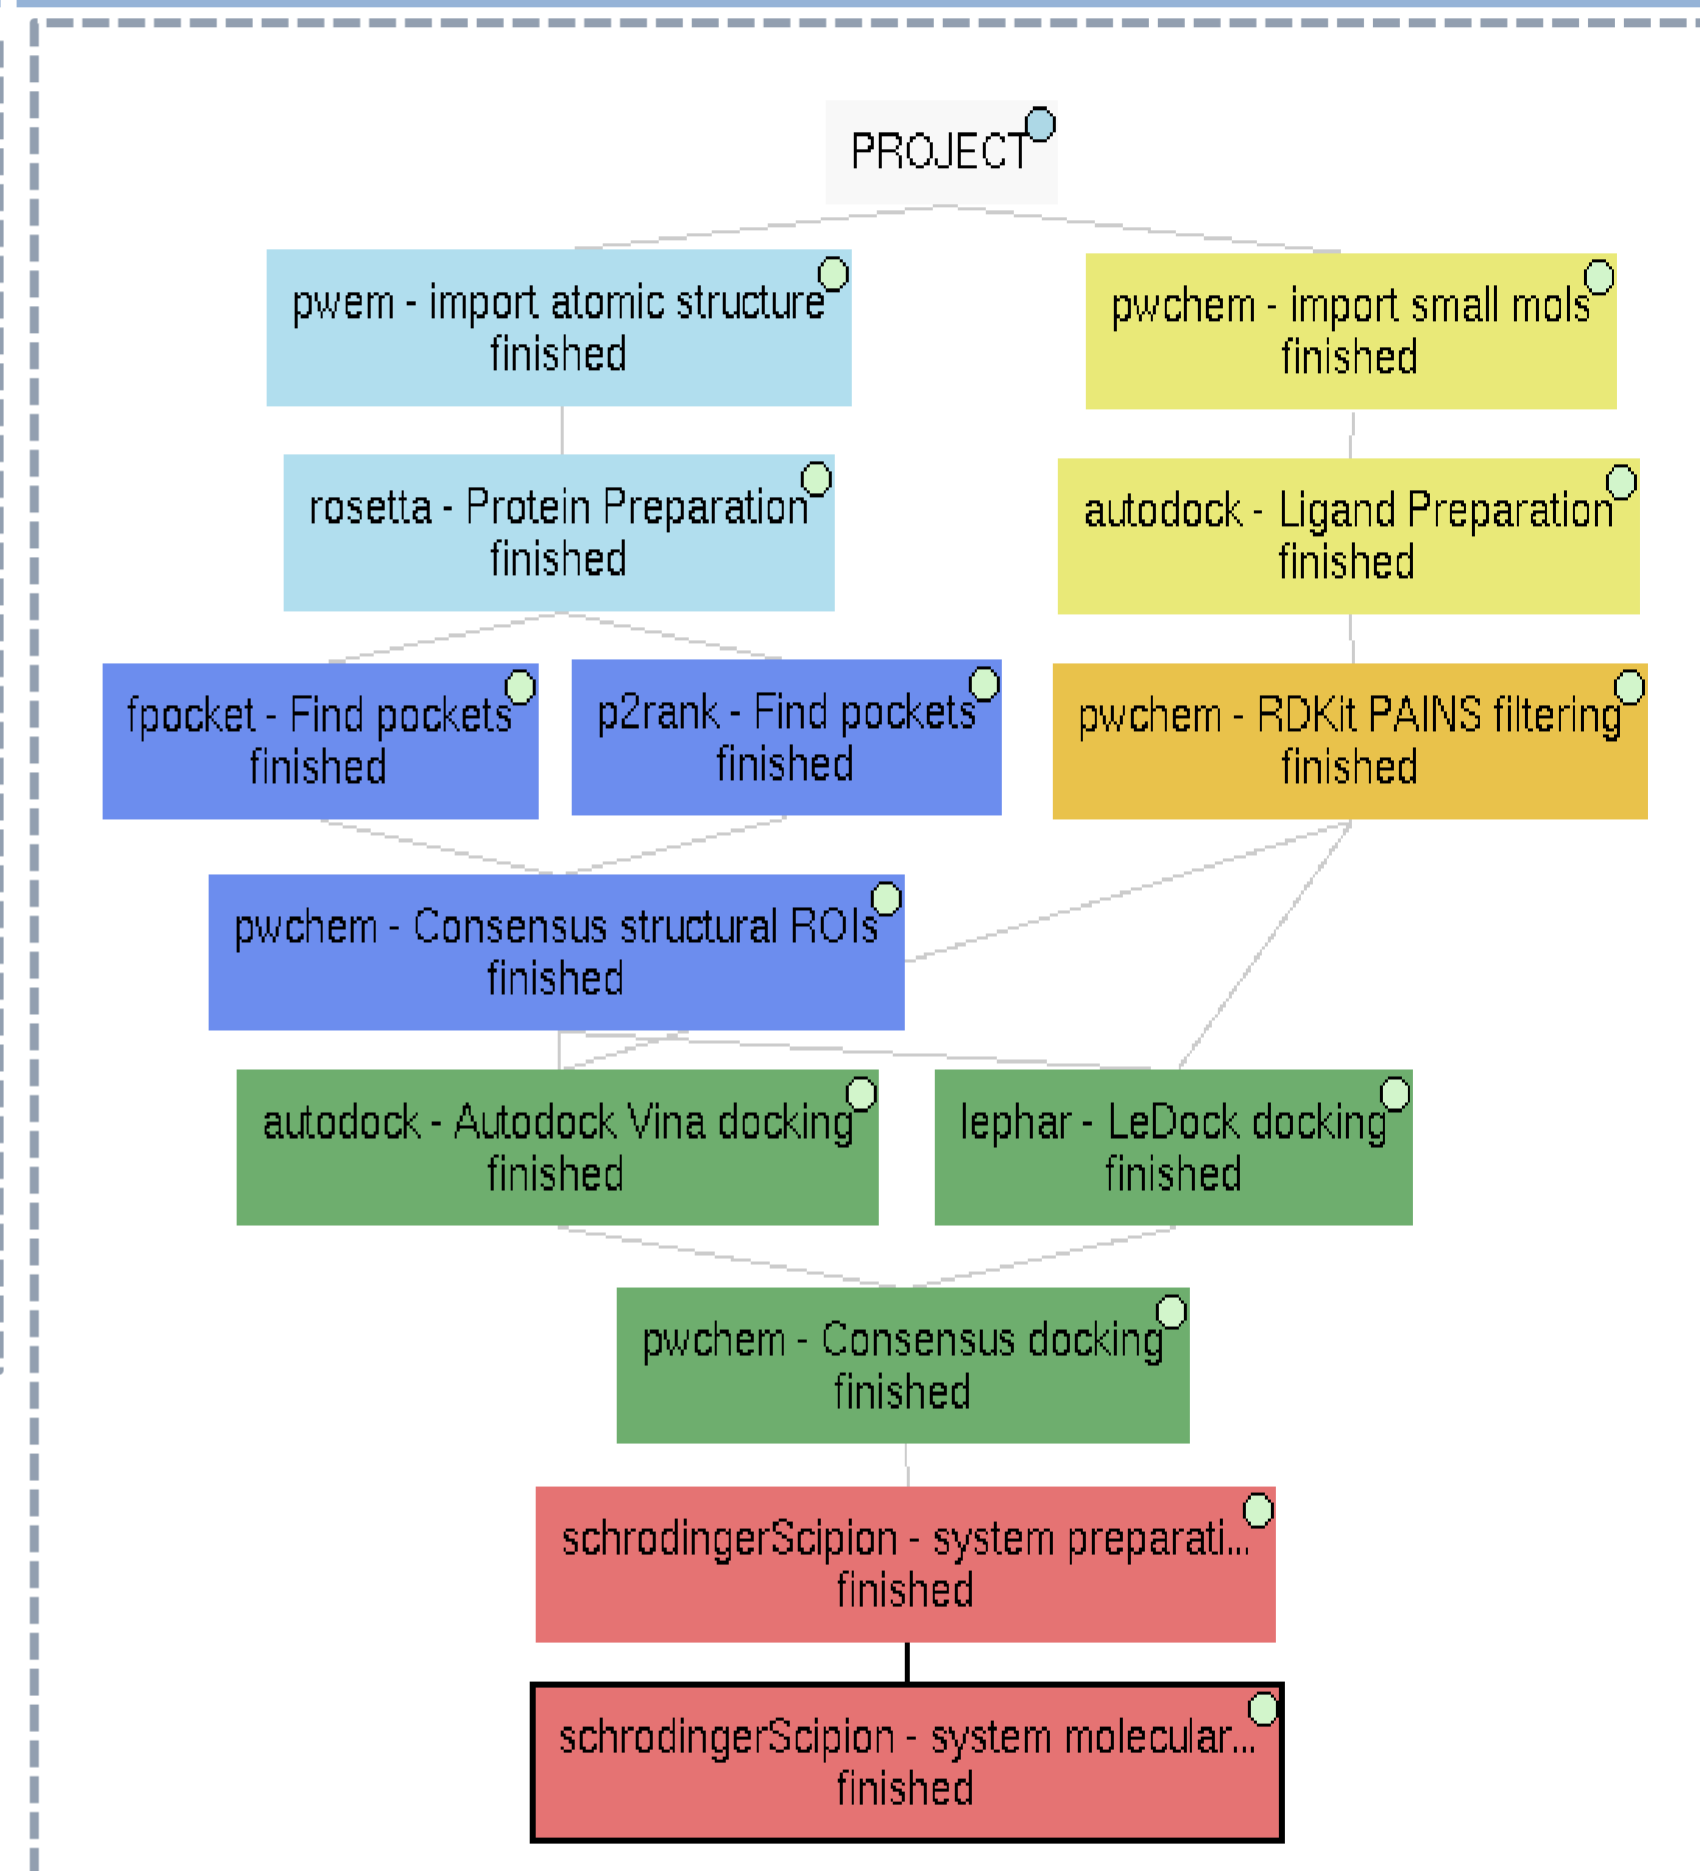 PROJECT
pwem - import atomic structure
finished
pwchem - import small mols
finished
rosetta - Protein Preparation
finished
autodock - Ligand Preparation
finished
fpocket - Find pockets
finished
p2rank - Find pockets
finished
pwchem - RDKit PAINS filtering
finished
pwchem - Consensus structural ROIs
finished
autodock - Autodock Vina docking
finished
lephar - LeDock docking
finished
pwchem - Consensus docking
finished
schrodingerScipion - system preparati...
finished
schrodingerScipion - system molecular...
finished